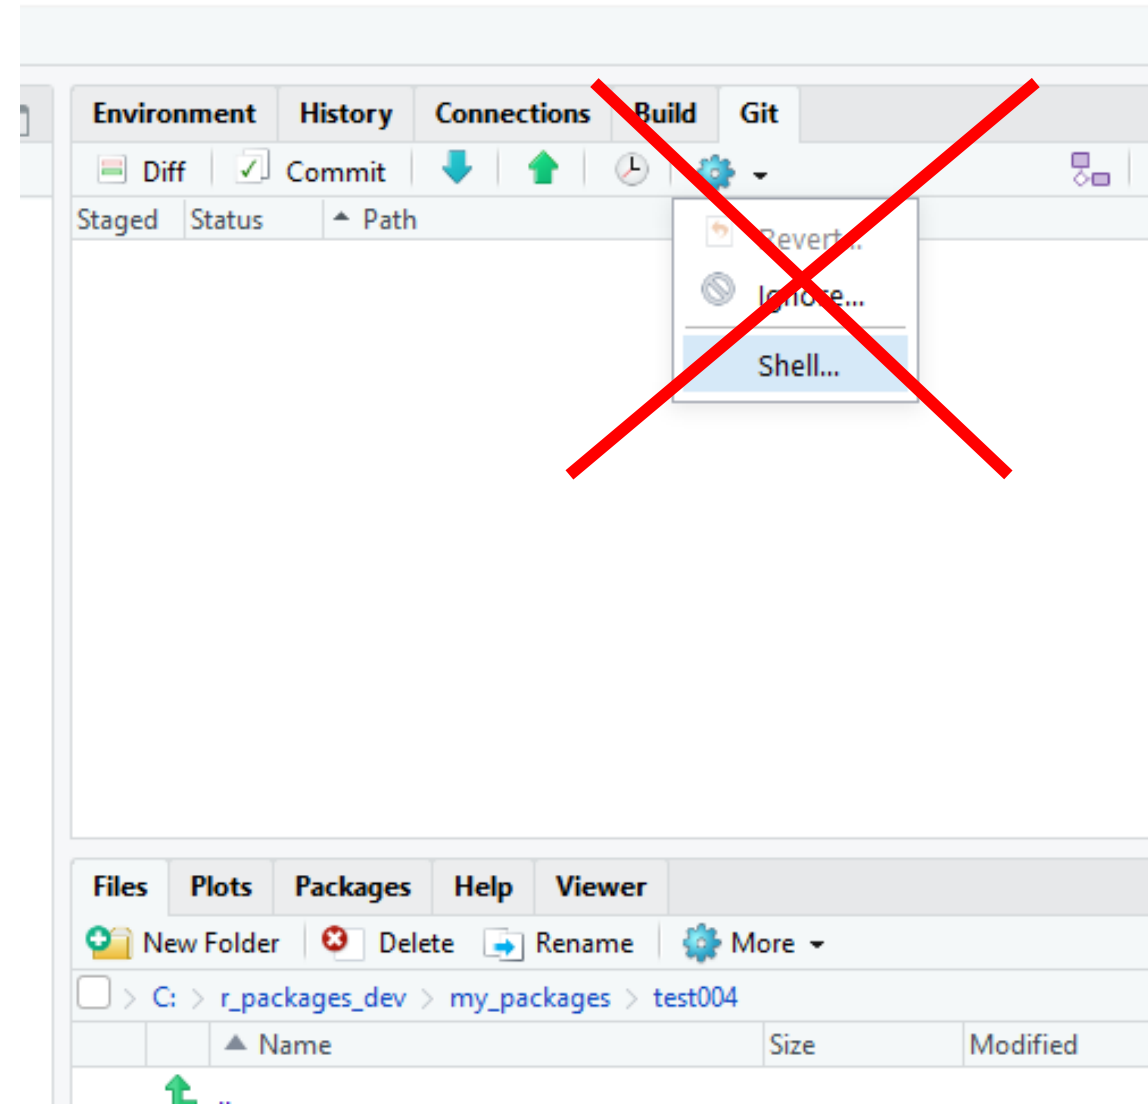 Environment History Connections Build Git
Diff Commit
Staged Status Path
Revert...
Ignore...
Shell...
Files Plots Packages Help Viewer
New Folder Delete Rename More
C: > r_packages_dev > my_packages > test004
Name Size Modified
..